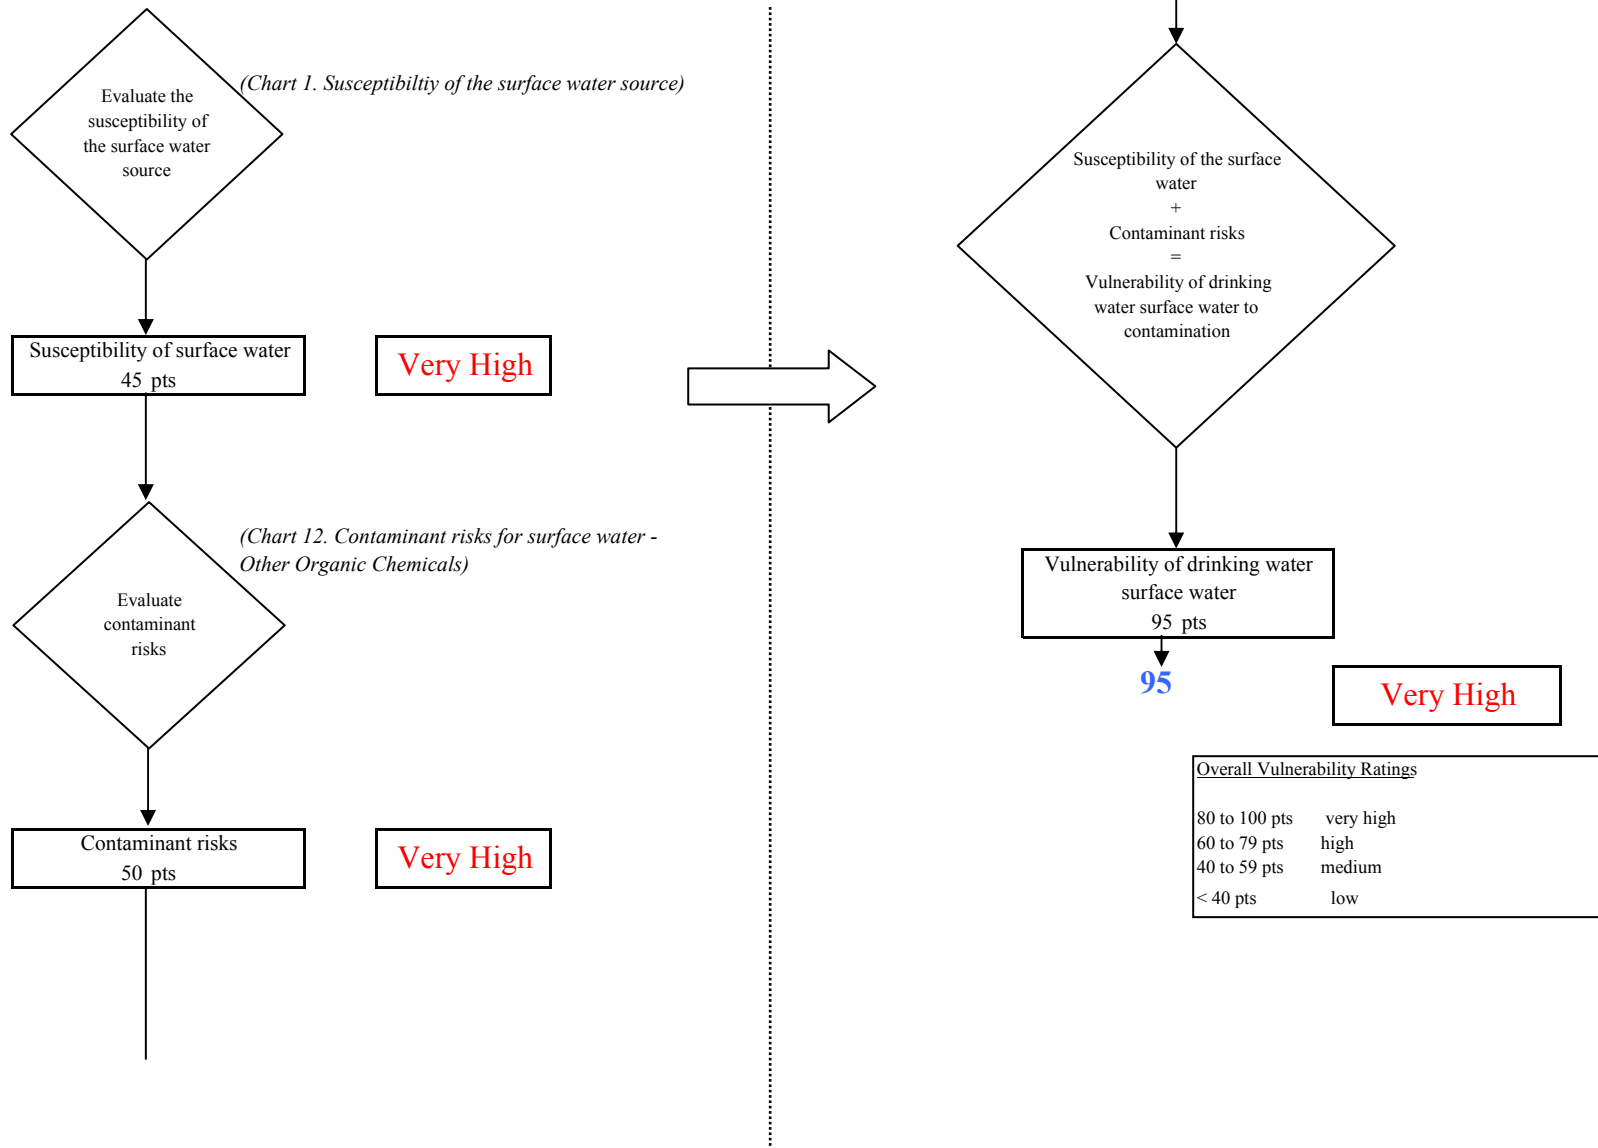 Evaluate the
susceptibility of
the surface water
source
(Chart 1. Susceptibiltiy of the surface water source)
Susceptibility of surface water
45 pts
Very High
(Chart 12. Contaminant risks for surface water -
Other Organic Chemicals)
Evaluate
contaminant
risks
Contaminant risks
50 pts
Very High
Susceptibility of the surface
water
+
Contaminant risks
=
Vulnerability of drinking
water surface water to
contamination
Vulnerability of drinking water
surface water
95 pts
95
Very High
Overall Vulnerability Ratings
80 to 100 pts very high
60 to 79 pts high
40 to 59 pts medium
< 40 pts low